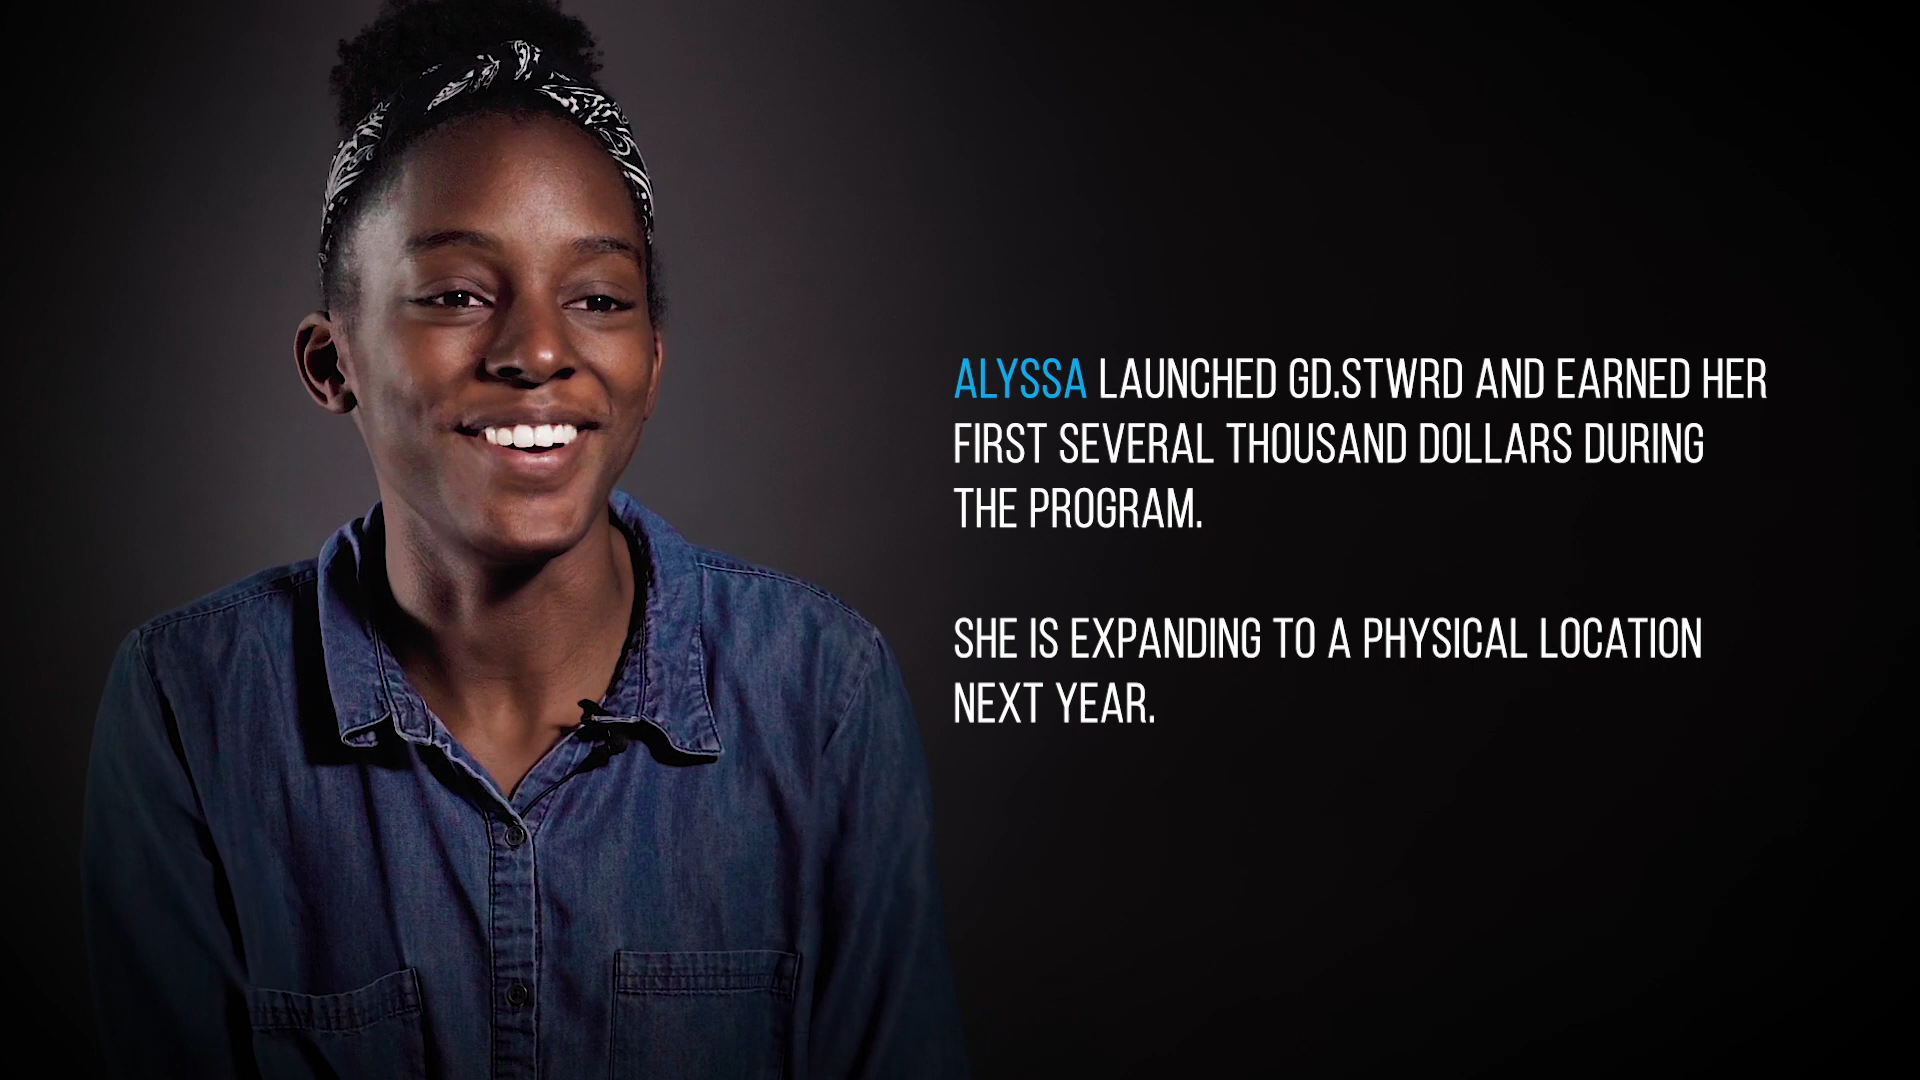 ALYSSA LAUNCHED GD.STWRD AND EARNED HER
FIRST SEVERAL THOUSAND DOLLARS DURING
THE PROGRAM.
SHE IS EXPANDING TO A PHYSICAL LOCATION
NEXT YEAR.